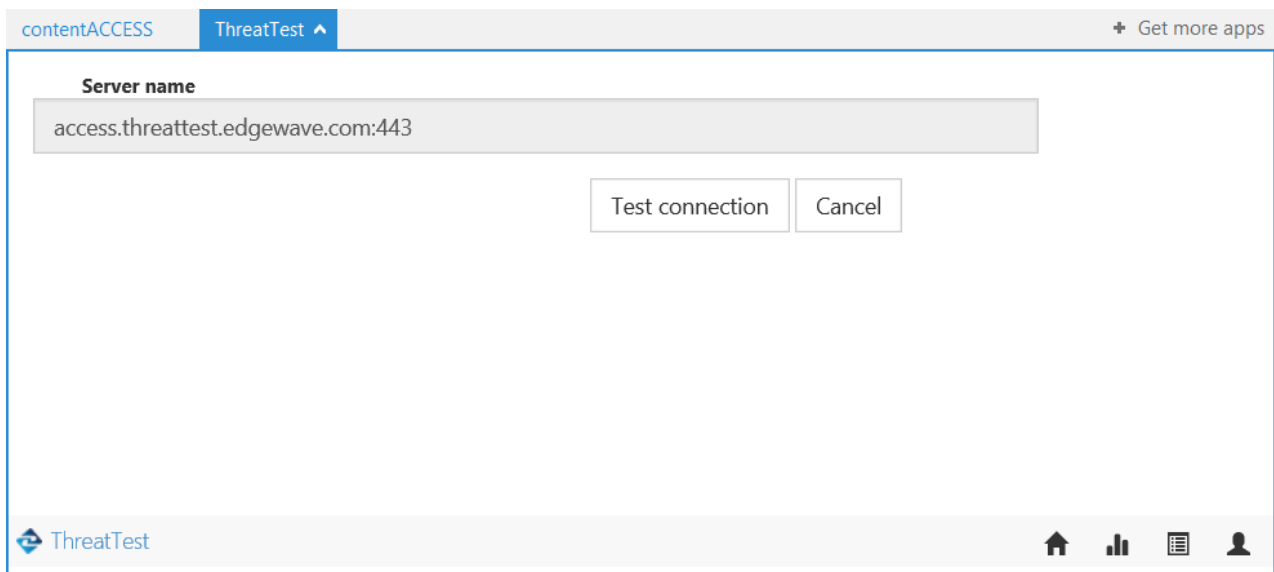 contentACCESS ThreatTest + Get more apps
Server name
access.threattest.edgewave.com:443
Test connection Cancel
ThreatTest